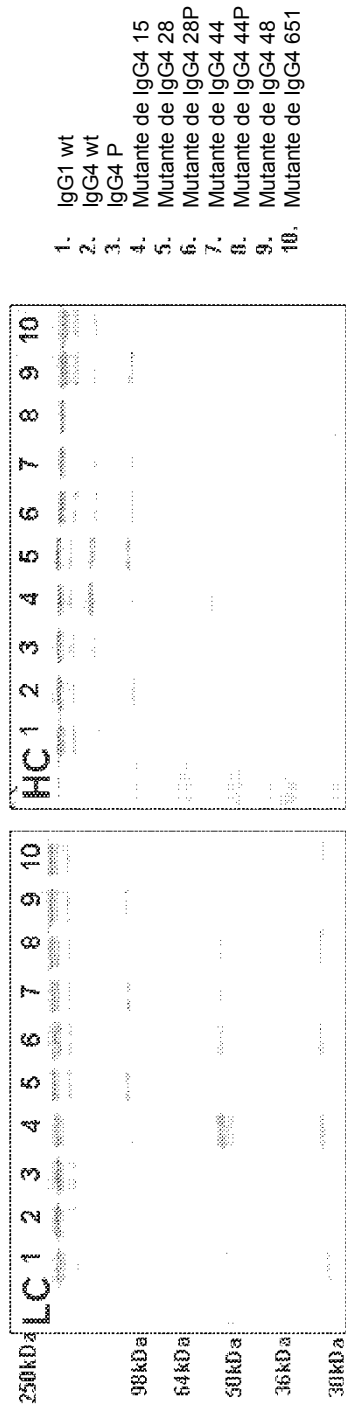 LC 1 2 3 4 5 6 7 8 9 10
250kDa
98kDa
64kDa
50kDa
36kDa
30kDa
HC 1 2 3 4 5 6 7 8 9 10
1. IgG1 wt
2. IgG4 wt
3. IgG4 P
4. Mutante de IgG4 15
5. Mutante de IgG4 28
6. Mutante de IgG4 28P
7. Mutante de IgG4 44
8. Mutante de IgG4 44P
9. Mutante de IgG4 48
10. Mutante de IgG4 651